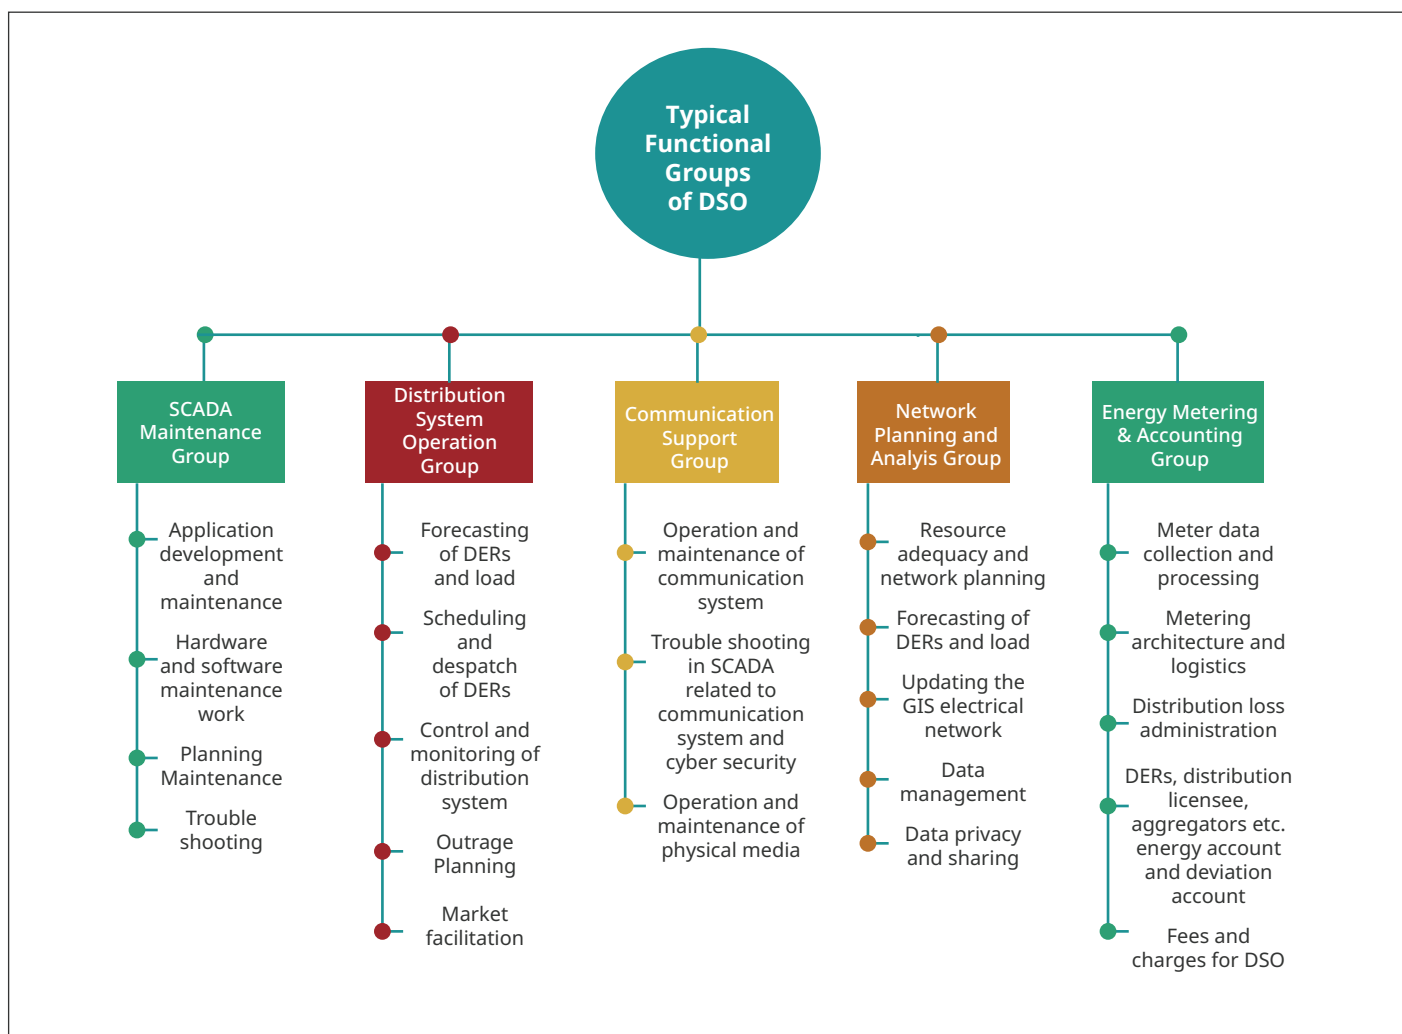 Typical
Functional
Groups
of DSO
SCADA
Maintenance
Group
Application
development
and
maintenance
Hardware
and software
maintenance
work
Planning
Maintenance
Trouble
shooting
Distribution
System
Operation
Group
Forecasting
of DERs
and load
Scheduling
and
despatch
of DERs
Control and
monitoring of
distribution
system
Outrage
Planning
Market
facilitation
Communication
Support
Group
Operation and
maintenance of
communication
system
Trouble shooting
in SCADA
related to
communication
system and
cyber security
Operation and
maintenance of
physical media
Network
Planning and
Analyis Group
Resource
adequacy and
network planning
Forecasting of
DERs and load
Updating the
GIS electrical
network
Data
management
Data privacy
and sharing
Energy Metering
& Accounting
Group
Meter data
collection and
processing
Metering
architecture and
logistics
Distribution loss
administration
DERs, distribution
licensee,
aggregators etc.
energy account
and deviation
account
Fees and
charges for DSO